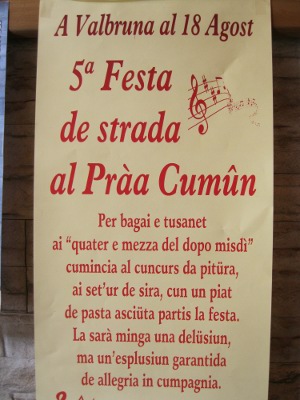 A Valbruna al 18 Agost
5ª Festa
de strada
al Pràa Cumûn
Per bagai e tusanet
ai “quater e mezza del dopo misdì”
cumincia al cuncurs da pitüra,
ai set'ur de sira, cun un piat
de pasta asciüta partis la festa.
La sarà minga una delüsiun,
ma un'esplusiun garantida
de allegria in cumpagnia.